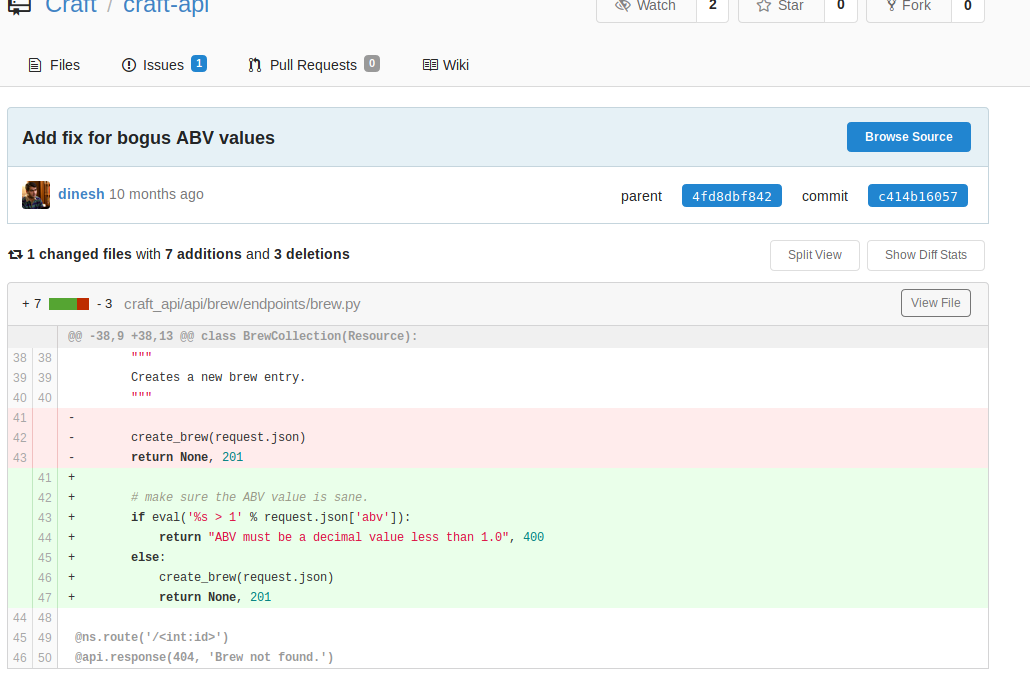 Craft / craft-api
Watch 2 Star 0 Fork 0
Files Issues 1 Pull Requests 0 Wiki
Add fix for bogus ABV values Browse Source
dinesh 10 months ago parent 4fd8dbf842 commit c414b16057
1 changed files with 7 additions and 3 deletions Split View Show Diff Stats
+ 7 - 3 craft_api/api/brew/endpoints/brew.py View File
@@ -38,9 +38,13 @@ class BrewCollection(Resource):
38 38 """
39 39 Creates a new brew entry.
40 40 """
41 -
42 - create_brew(request.json)
43 - return None, 201
41 +
42 + # make sure the ABV value is sane.
43 + if eval('%s > 1' % request.json['abv']):
44 + return "ABV must be a decimal value less than 1.0", 400
45 + else:
46 + create_brew(request.json)
47 + return None, 201
44 48
45 49 @ns.route('/<int:id>')
46 50 @api.response(404, 'Brew not found.')